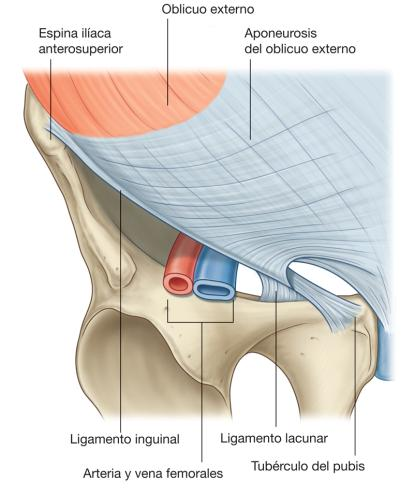 Oblicuo externo
Espina ilíaca
anterosuperior
Aponeurosis
del oblicuo externo
Ligamento inguinal
Ligamento lacunar
Arteria y vena femorales
Tubérculo del pubis